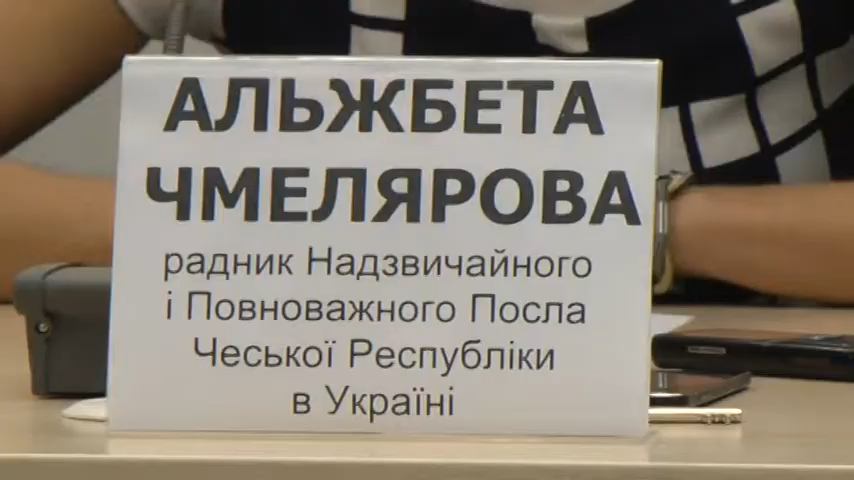 АЛЬЖБЕТА
ЧМЕЛЯРОВА
радник Надзвичайного
і Повноважного Посла
Чеської Республіки
в Україні